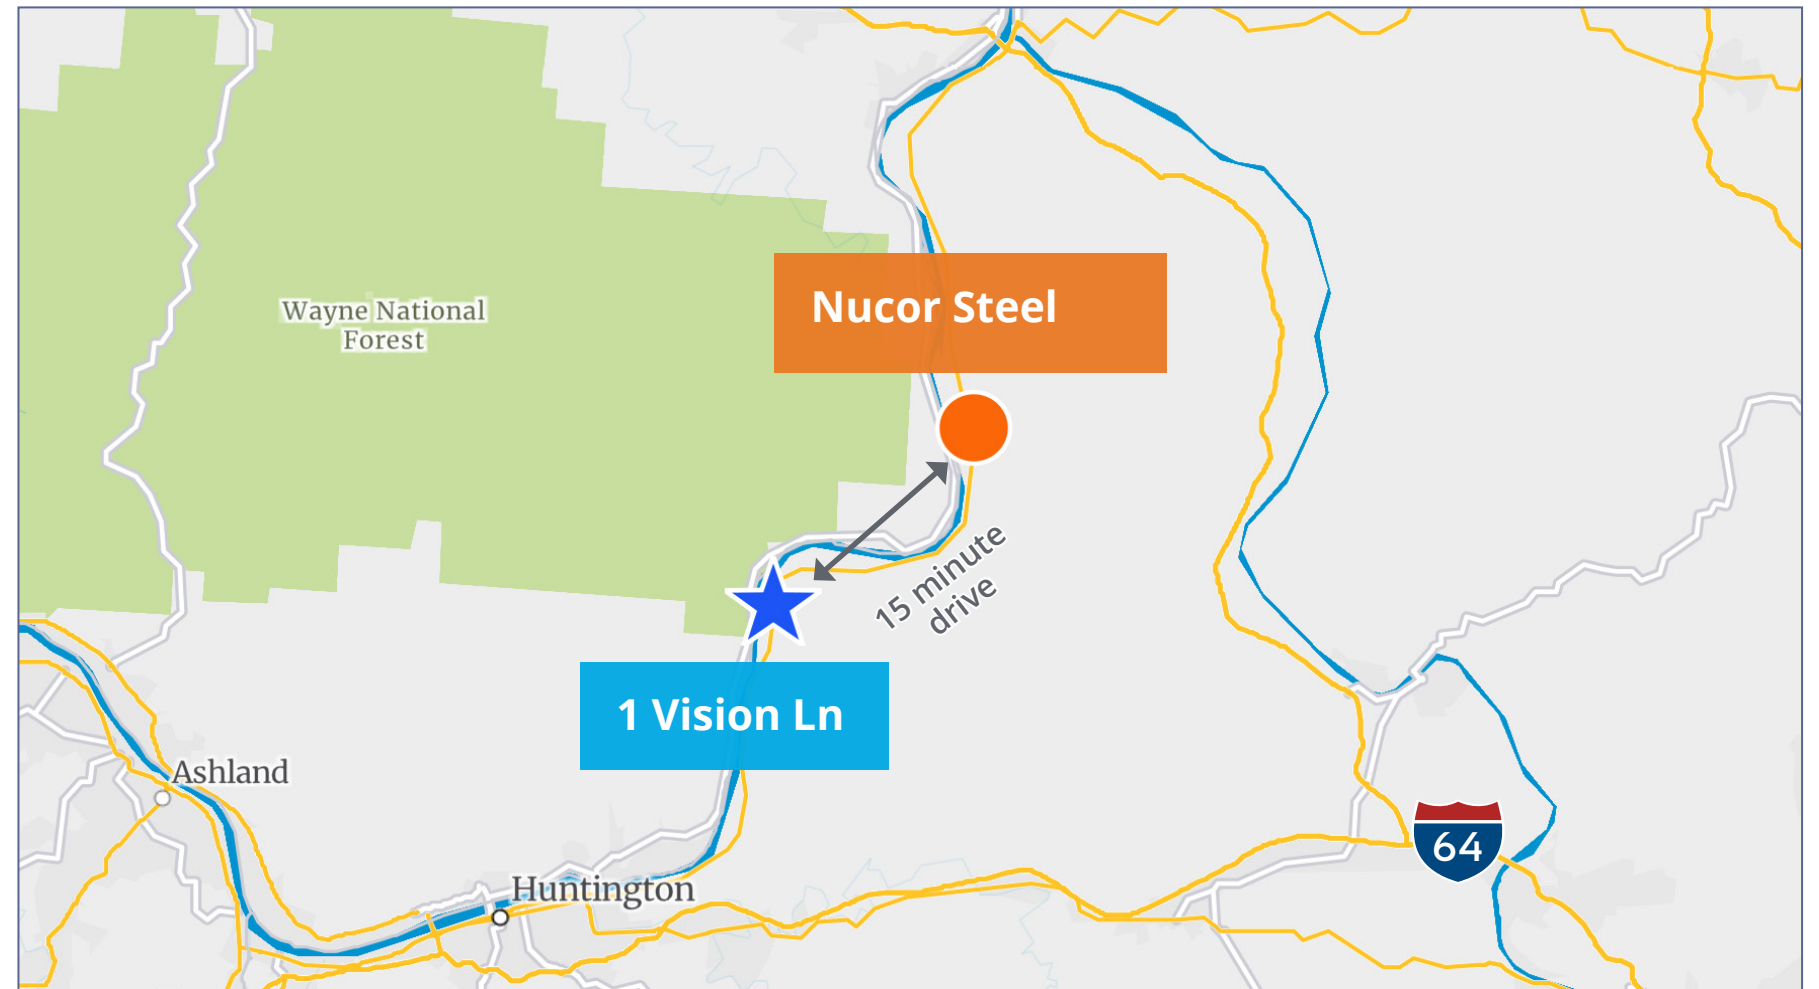 Nucor Steel
Wayne National
Forest
15 minute
drive
1 Vision Ln
Ashland
64
Huntington